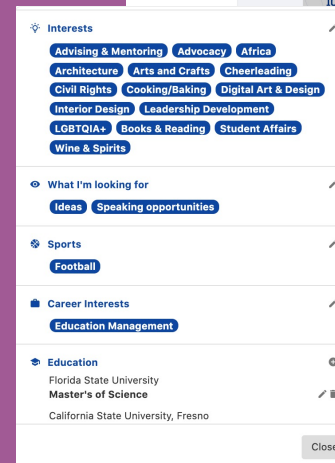 Interests
Advising & Mentoring Advocacy Africa
Architecture Arts and Crafts Cheerleading
Civil Rights Cooking/Baking Digital Art & Design
Interior Design Leadership Development
LGBTQIA+ Books & Reading Student Affairs
Wine & Spirits
What I'm looking for
Ideas Speaking opportunities
Sports
Football
Career Interests
Education Management
Education
Florida State University
Master's of Science
California State University, Fresno
Close